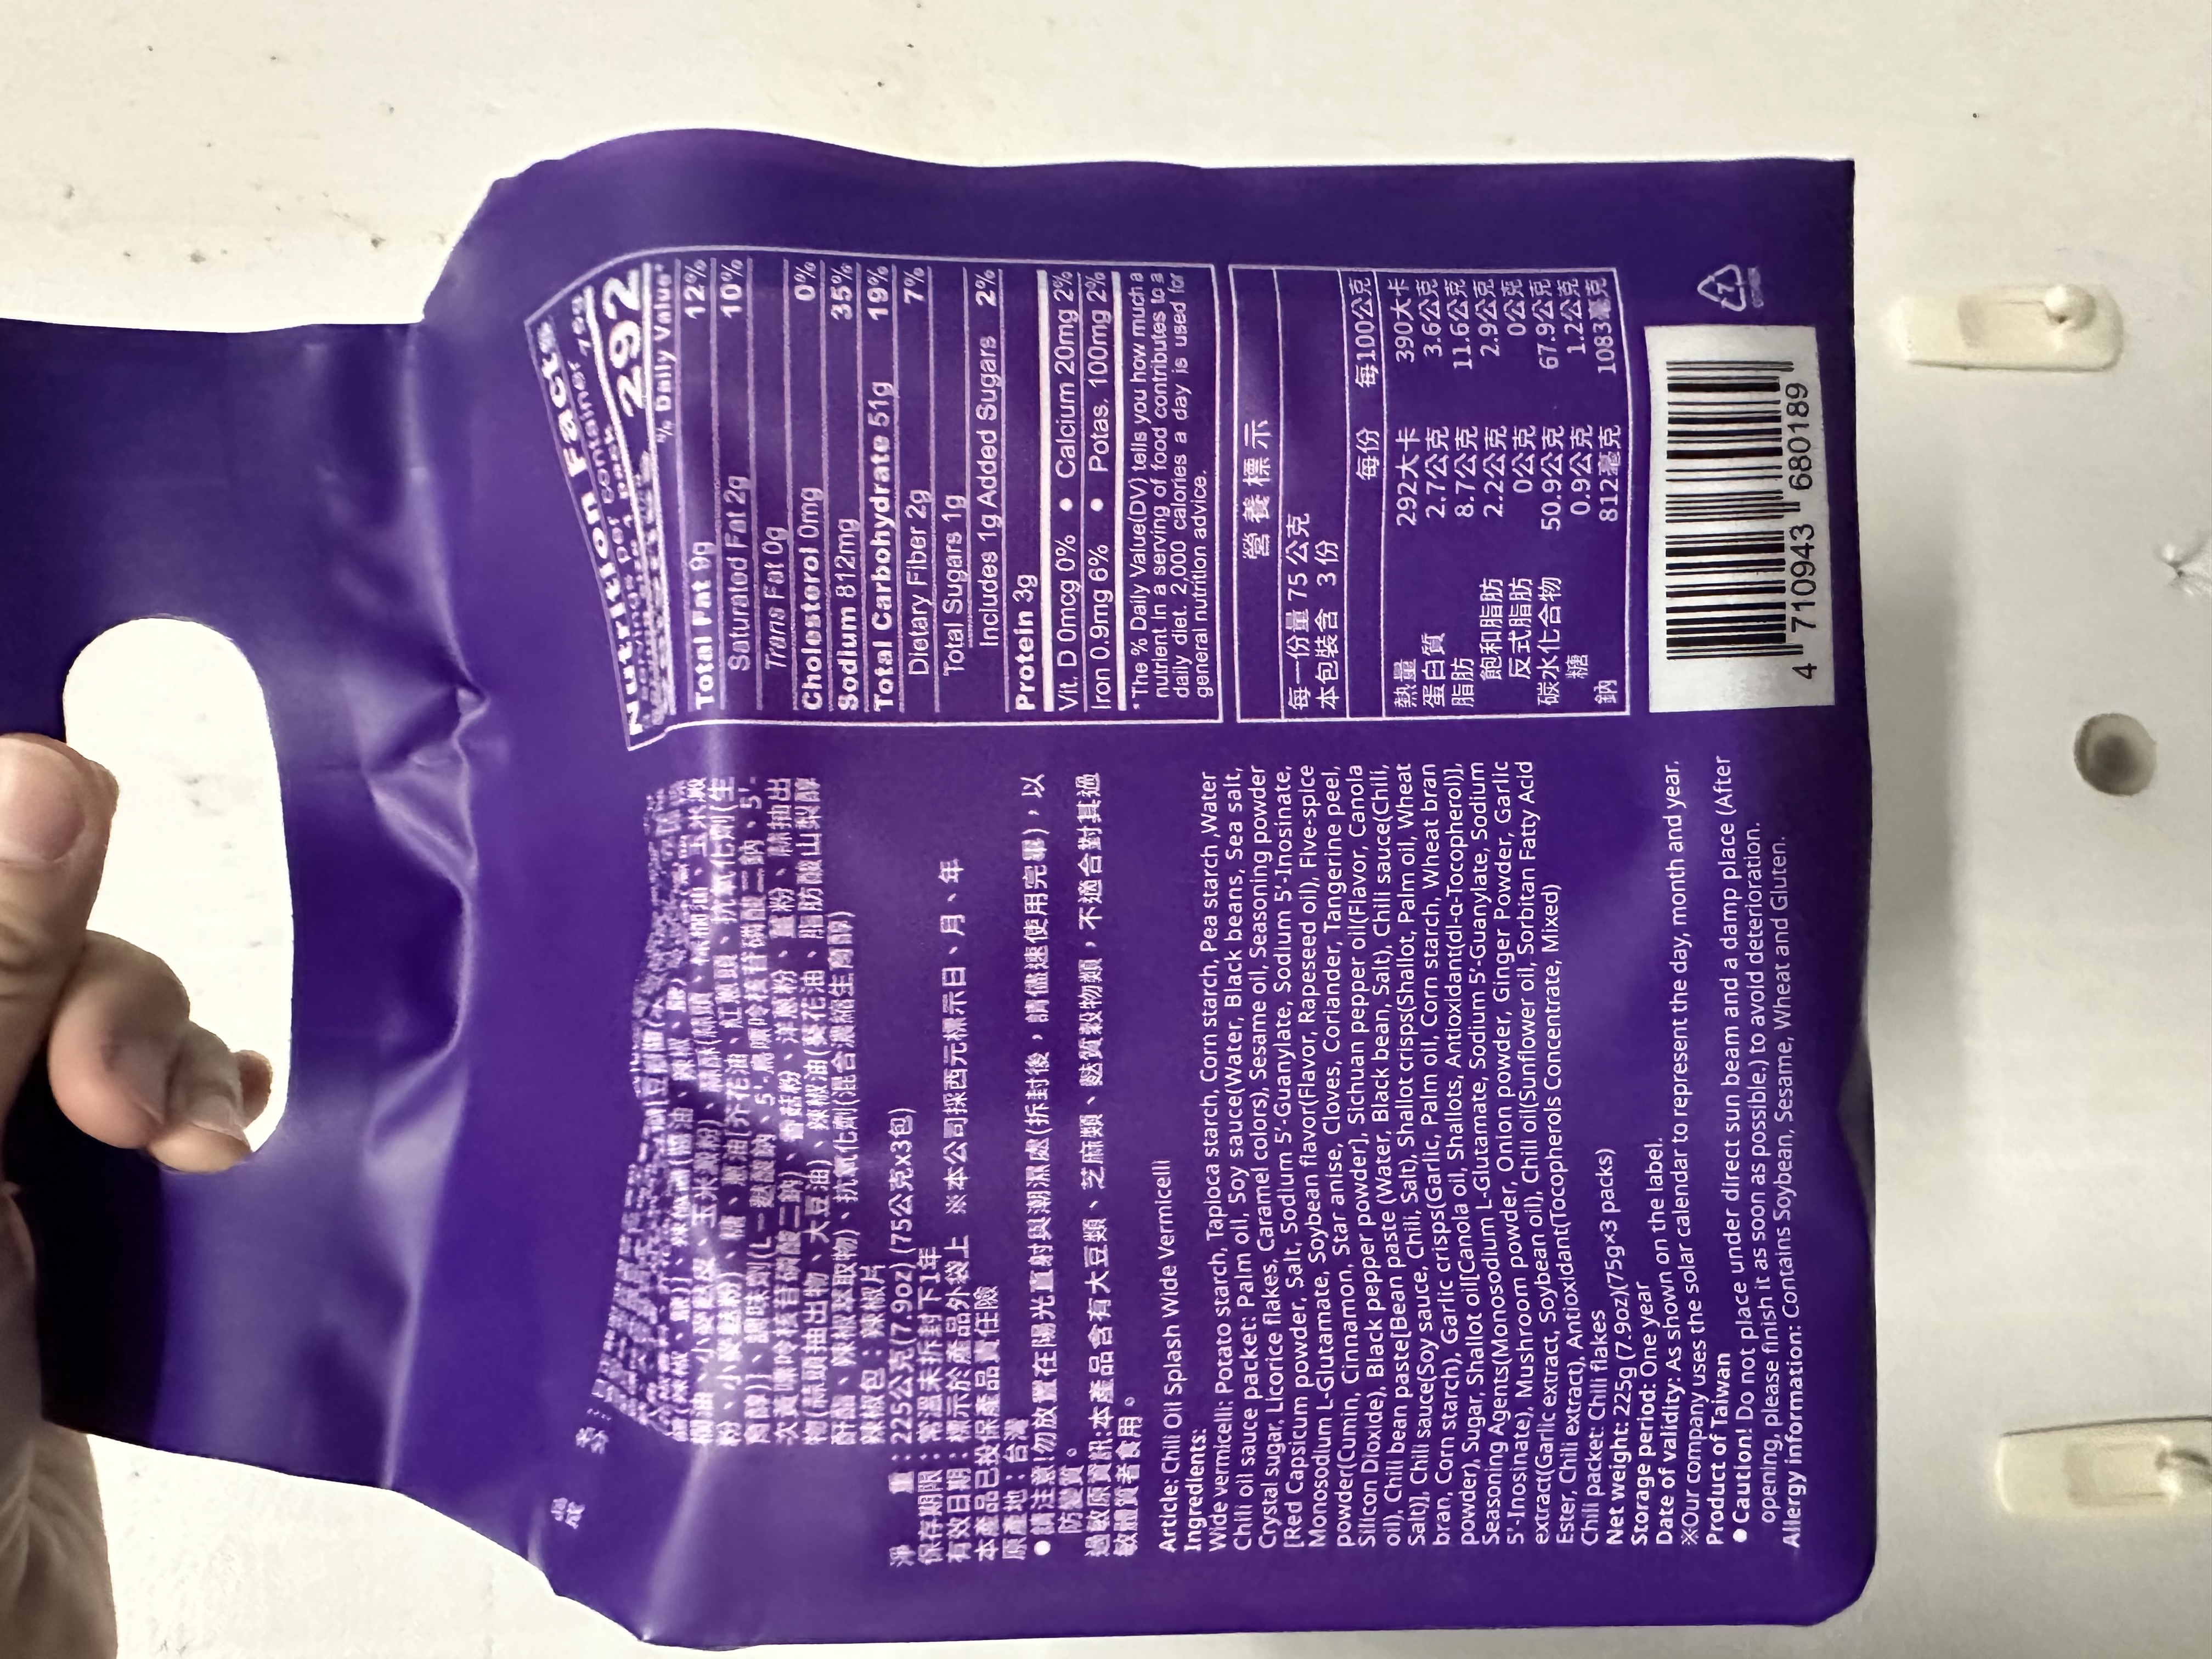 Nutrition Facts
292
% Daily Value*
Total Fat 9g 12%
Saturated Fat 2g 10%
Trans Fat 0g
Cholesterol 0mg 0%
Sodium 812mg 35%
Total Carbohydrate 51g 19%
Dietary Fiber 2g 7%
Total Sugars 1g
Includes 1g Added Sugars 2%
Protein 3g
Vit. D 0mcg 0% ● Calcium 20mg 2%
Iron 0.9mg 6% ● Potas. 100mg 2%
*The % Daily Value(DV) tells you how much a
nutrient in a serving of food contributes to a
daily diet. 2,000 calories a day is used for
general nutrition advice.
營養標示
每一份量 75 公克
本包裝含 3 份
每份 每100公克
熱量 292大卡 390大卡
蛋白質 2.7公克 3.6公克
脂肪 8.7公克 11.6公克
飽和脂肪 2.2公克 2.9公克
反式脂肪 0公克 0公克
碳水化合物 50.9公克 67.9公克
糖 0.9公克 1.2公克
鈉 812毫克 1083毫克
4 710943 680189
7
OTHER
辣椒包：辣椒片
淨 量：225公克(7.9oz)(75公克x3包)
保存期限：常溫未拆封下1年
有效日期：標示於產品外袋上 ※本公司採西元標示日、月、年
本產品已投保產品責任險
原產地：台灣
●請注意!勿放置在陽光直射與潮濕處(拆封後，請儘速使用完畢)，以
防變質。
過敏原資訊:本產品含有大豆類、芝麻類、麩質穀物類，不適合對其過
敏體質者食用。
Article: Chili Oil Splash Wide Vermicelli
Ingredients:
Wide vermicelli: Potato starch, Tapioca starch, Corn starch, Pea starch ,Water
Chili oil sauce packet: Palm oil, Soy sauce(Water, Black beans, Sea salt,
Crystal sugar, Licorice flakes, Caramel colors), Sesame oil, Seasoning powder
[Red Capsicum powder, Salt, Sodium 5'-Guanylate, Sodium 5'-Inosinate,
Monosodium L-Glutamate, Soybean flavor(Flavor, Rapeseed oil), Five-spice
powder(Cumin, Cinnamon, Star anise, Cloves, Coriander, Tangerine peel,
Silicon Dioxide), Black pepper powder], Sichuan pepper oil(Flavor, Canola
oil), Chili bean paste[Bean paste (Water, Black bean, Salt), Chili sauce(Chili,
Salt)], Chili sauce(Soy sauce, Chili, Salt), Shallot crisps(Shallot, Palm oil, Wheat
bran, Corn starch), Garlic crisps(Garlic, Palm oil, Corn starch, Wheat bran
powder), Sugar, Shallot oil[Canola oil, Shallots, Antioxidant(dl-α-Tocopherol)],
Seasoning Agents(Monosodium L-Glutamate, Sodium 5'-Guanylate, Sodium
5'-Inosinate), Mushroom powder, Onion powder, Ginger Powder, Garlic
extract(Garlic extract, Soybean oil), Chili oil(Sunflower oil, Sorbitan Fatty Acid
Ester, Chili extract), Antioxidant(Tocopherols Concentrate, Mixed)
Chili packet: Chili flakes
Net weight: 225g (7.9oz)(75g×3 packs)
Storage period: One year
Date of validity: As shown on the label.
※Our company uses the solar calendar to represent the day, month and year.
Product of Taiwan
●Caution! Do not place under direct sun beam and a damp place (After
opening, please finish it as soon as possible.) to avoid deterioration.
Allergy information: Contains Soybean, Sesame, Wheat and Gluten.